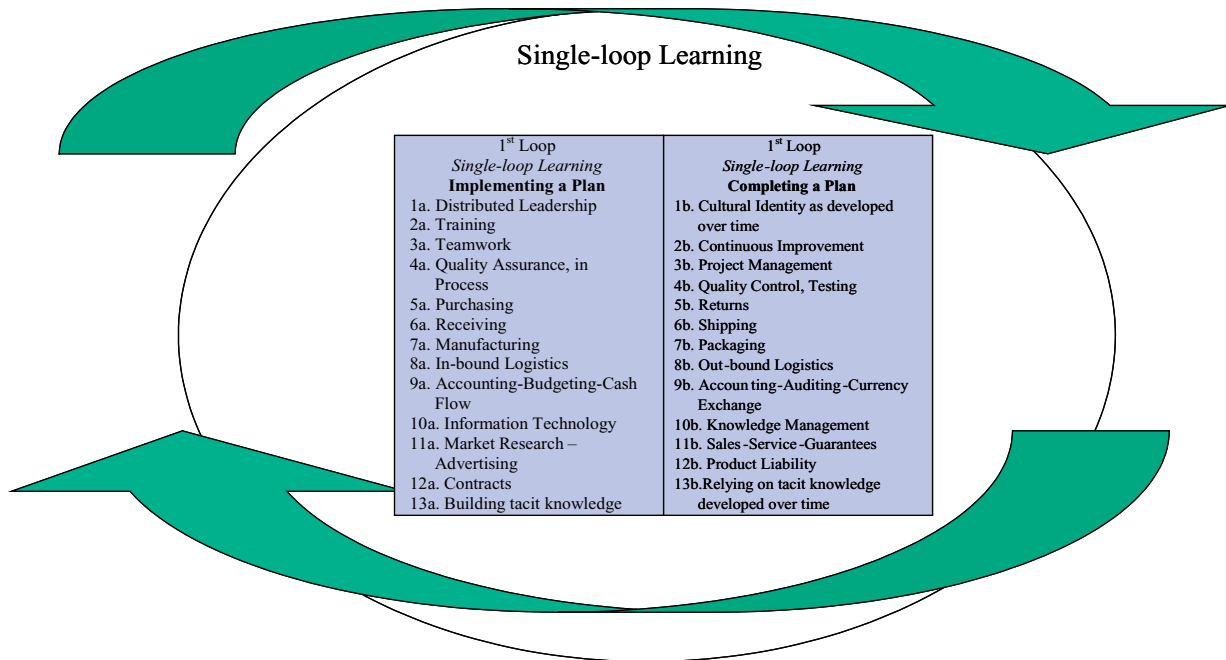 Single-loop Learning
1st Loop
Single-loop Learning
Implementing a Plan
1a. Distributed Leadership
2a. Training
3a. Teamwork
4a. Quality Assurance, in
Process
5a. Purchasing
6a. Receiving
7a. Manufacturing
8a. In-bound Logistics
9a. Accounting-Budgeting-Cash
Flow
10a. Information Technology
11a. Market Research –
Advertising
12a. Contracts
13a. Building tacit knowledge
1st Loop
Single-loop Learning
Completing a Plan
1b. Cultural Identity as developed
over time
2b. Continuous Improvement
3b. Project Management
4b. Quality Control, Testing
5b. Returns
6b. Shipping
7b. Packaging
8b. Out-bound Logistics
9b. Accounting-Auditing-Currency
Exchange
10b. Knowledge Management
11b. Sales-Service-Guarantees
12b. Product Liability
13b.Relying on tacit knowledge
developed over time